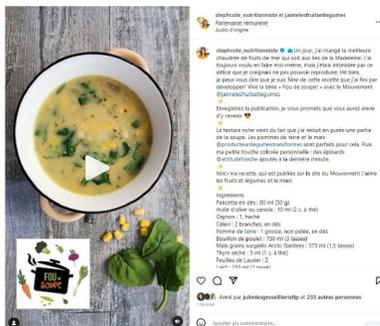 FOU DE
SOUPE
stephcote_nutritionniste et jaimelesfruitsetlegumes
Partenariat rémunéré
Audio d'origine
stephcote_nutritionniste Un jour, j'ai mangé la meilleure
chaudrée de fruits de mer qui soit aux Îles de la Madeleine. J'ai
toujours voulu en faire moi-même, mais j'étais intimidée par ce
délice que je craignais ne pas pouvoir reproduire. Hé bien,
je peux vous dire que je suis fière de cette recette que j'ai fini par
développer! Vive la série « Fou de soupe! » avec le Mouvement
@jaimelesfruitsetlegumes
Enregistrez la publication, je vous promets que vous aurez envie
d'y revenir
La texture riche vient du fait que j'ai réduit en purée une partie
de la soupe. Les pommes de terre et le maïs
@producteurslegumestransformes sont parfaits pour cela. Puis
ma petite touche colorée personnelle : des épinards
@attitudefraiche ajoutés à la dernière minute.
Voici ma recette, qui est publiée sur le site du Mouvement J'aime
les fruits et légumes et le mien
Ingrédients
Pancetta en dés : 80 ml (50 g)
Huile d'olive ou canola : 10 ml (2 c. à thé)
Oignon : 1, haché
Céleri : 2 branches, en dés
Pomme de terre : 1 grosse, non pelée, en dés
Bouillon de poulet : 750 ml (3 tasses)
Maïs grains surgelés Arctic Gardens : 375 ml (1,5 tasses)
Thym séché : 5 ml (1 c. à thé)
Feuilles de Laurier : 2
Lait : 250 ml (1 tasse)
Aimé par juliedesgroseilliersdtp et 233 autres personnes
Ajouter un commentaire...